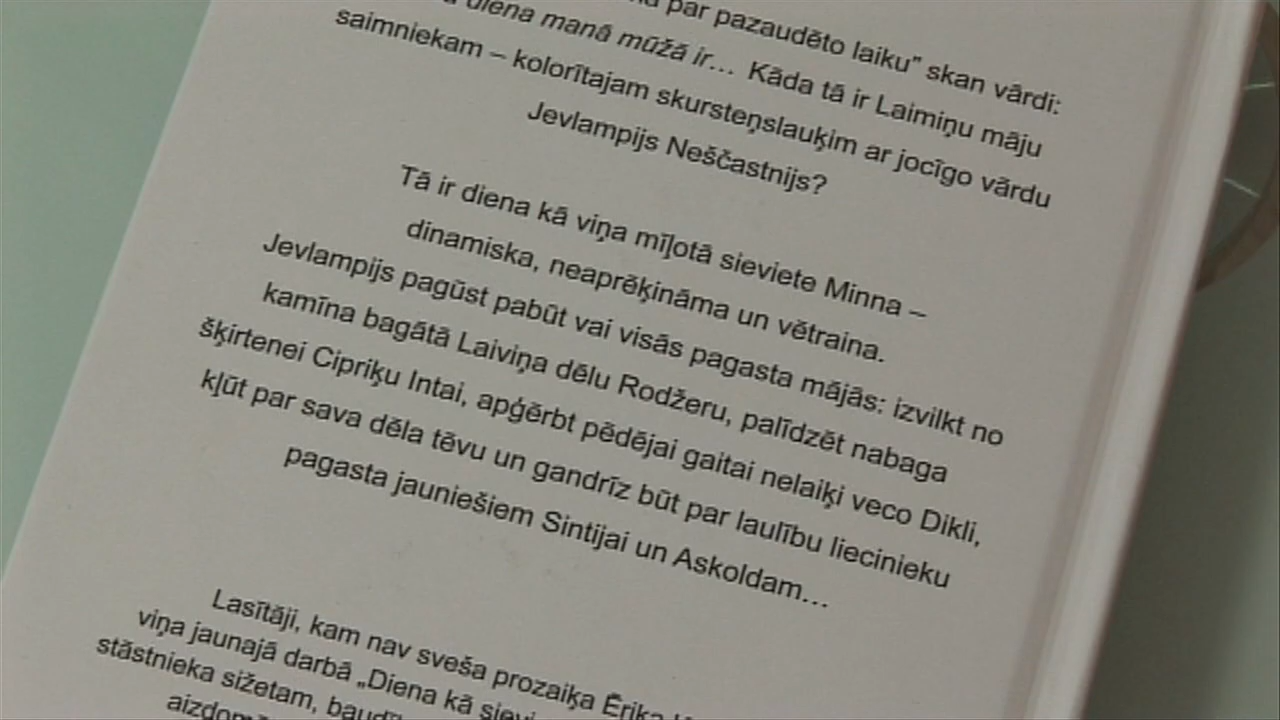 par pazaudēto laiku” skan vārdi:
diena manā mūžā ir... Kāda tā ir Laimiņu māju
saimniekam – kolorītajam skursteņslauķim ar jocīgo vārdu
Jevlampijs Neščastnijs?
Tā ir diena kā viņa mīļotā sieviete Minna –
dinamiska, neaprēķināma un vētraina.
Jevlampijs pagūst pabūt vai visās pagasta mājās: izvilkt no
kamīna bagātā Laiviņa dēlu Rodžeru, palīdzēt nabaga
šķirtenei Cipriķu Intai, apģērbt pēdējai gaitai nelaiķi veco Dikli,
kļūt par sava dēla tēvu un gandrīz būt par laulību liecinieku
pagasta jauniešiem Sintijai un Askoldam...
Lasītāji, kam nav sveša prozaiķa Ērika
viņa jaunajā darbā „Diena kā
stāstnieka sižetam,